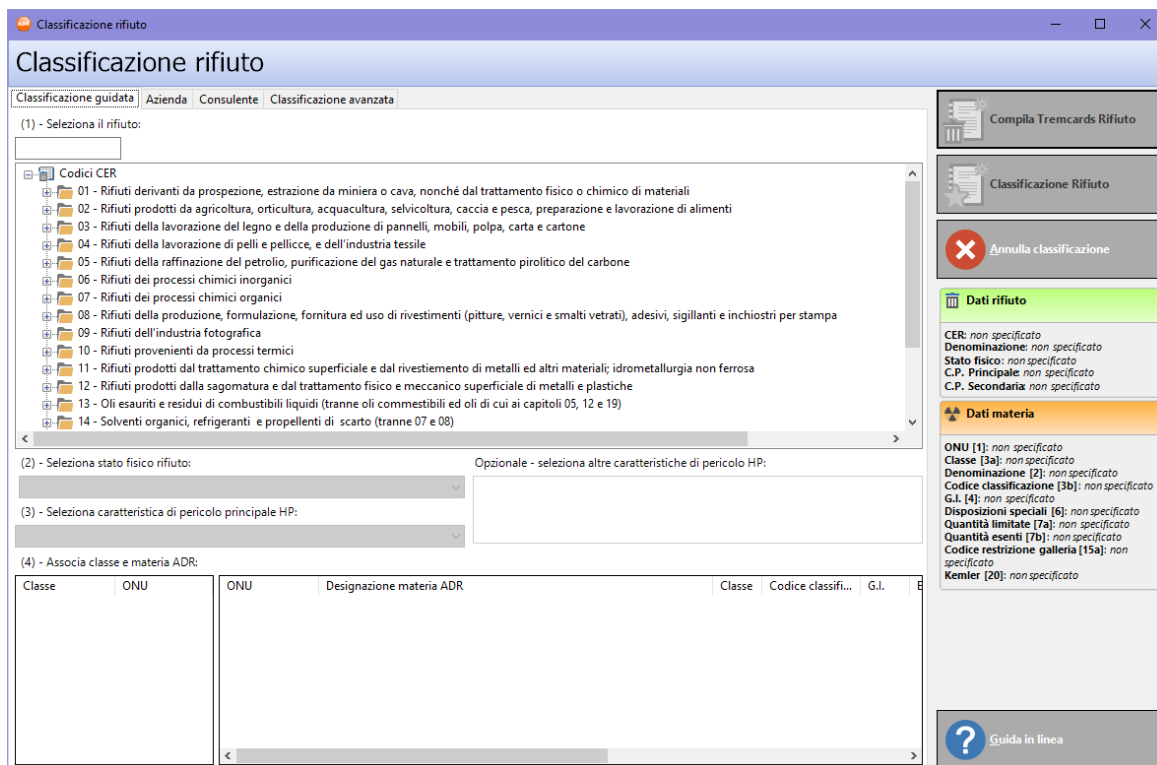 Classificazione rifiuto
Classificazione rifiuto
Classificazione guidata Azienda Consulente Classificazione avanzata
(1) - Seleziona il rifiuto:
Codici CER
01 - Rifiuti derivanti da prospezione, estrazione da miniera o cava, nonché dal trattamento fisico o chimico di materiali
02 - Rifiuti prodotti da agricoltura, orticultura, acquacultura, selvicoltura, caccia e pesca, preparazione e lavorazione di alimenti
03 - Rifiuti della lavorazione del legno e della produzione di pannelli, mobili, polpa, carta e cartone
04 - Rifiuti della lavorazione di pelli e pellicce, e dell'industria tessile
05 - Rifiuti della raffinazione del petrolio, purificazione del gas naturale e trattamento pirolitico del carbone
06 - Rifiuti dei processi chimici inorganici
07 - Rifiuti dei processi chimici organici
08 - Rifiuti della produzione, formulazione, fornitura ed uso di rivestimenti (pitture, vernici e smalti vetrati), adesivi, sigillanti e inchiostri per stampa
09 - Rifiuti dell'industria fotografica
10 - Rifiuti provenienti da processi termici
11 - Rifiuti prodotti dal trattamento chimico superficiale e dal rivestiemento di metalli ed altri materiali; idrometallurgia non ferrosa
12 - Rifiuti prodotti dalla sagomatura e dal trattamento fisico e meccanico superficiale di metalli e plastiche
13 - Oli esauriti e residui di combustibili liquidi (tranne oli commestibili ed oli di cui ai capitoli 05, 12 e 19)
14 - Solventi organici, refrigeranti e propellenti di scarto (tranne 07 e 08)
(2) - Seleziona stato fisico rifiuto:
Opzionale - seleziona altre caratteristiche di pericolo HP:
(3) - Seleziona caratteristica di pericolo principale HP:
(4) - Associa classe e materia ADR:
Classe ONU
ONU Designazione materia ADR Classe Codice classifi... G.I. E
Compila Tremcards Rifiuto
Classificazione Rifiuto
Annulla classificazione
Dati rifiuto
CER: non specificato
Denominazione: non specificato
Stato fisico: non specificato
C.P. Principale: non specificato
C.P. Secondaria: non specificato
Dati materia
ONU [1]: non specificato
Classe [3a]: non specificato
Denominazione [2]: non specificato
Codice classificazione [3b]: non specificato
G.I. [4]: non specificato
Disposizioni speciali [6]: non specificato
Quantità limitate [7a]: non specificato
Quantità esenti [7b]: non specificato
Codice restrizione galleria [15a]: non
specificato
Kemler [20]: non specificato
Guida in linea